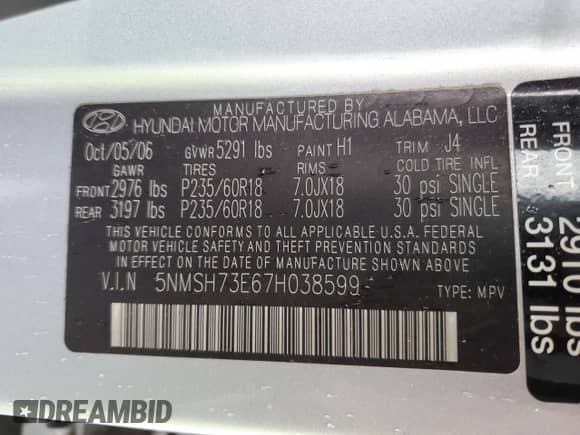 MANUFACTURED BY
HYUNDAI MOTOR MANUFACTURING ALABAMA, LLC
Oct/05/06 GVWR 5291 lbs PAINT H1 TRIM J4
GAWR TIRES RIMS COLD TIRE INFL
FRONT 2976 lbs P235/60R18 7.0JX18 30 psi SINGLE
REAR 3197 lbs P235/60R18 7.0JX18 30 psi SINGLE
THIS VEHICLE CONFORMS TO ALL APPLICABLE U.S.A. FEDERAL
MOTOR VEHICLE SAFETY AND THEFT PREVENTION STANDARDS
IN EFFECT ON THE DATE OF MANUFACTURE SHOWN ABOVE.
V.I.N 5NMSH73E67H038599 TYPE: MPV
FRONT 2910 lbs
REAR 3131 lbs
DREAMBID